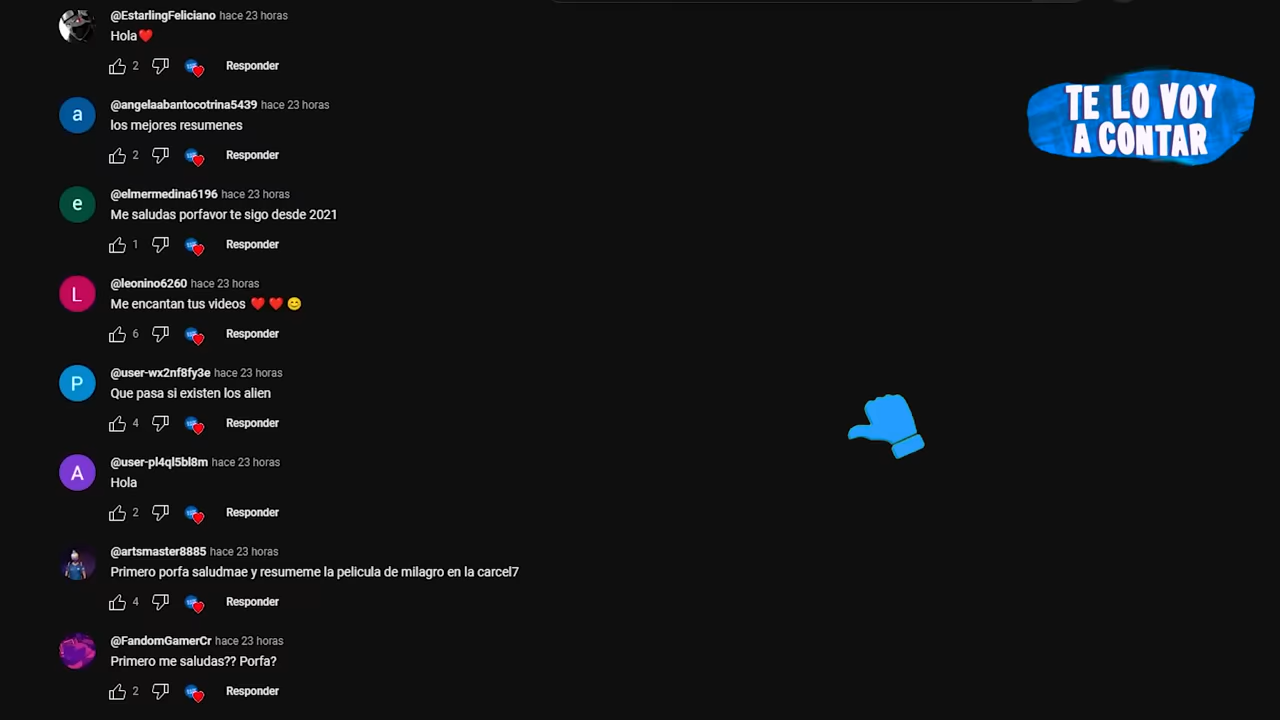 @EstarlingFeliciano hace 23 horas
Hola❤️
2 Responder
TE LO VOY
A CONTAR
a
@angelaabantocotrina5439 hace 23 horas
los mejores resumenes
2 Responder
e
@elmermedina6196 hace 23 horas
Me saludas porfavor te sigo desde 2021
1 Responder
L
@leonino6260 hace 23 horas
Me encantan tus videos ❤️ ❤️ 😊
6 Responder
P
@user-wx2nf8fy3e hace 23 horas
Que pasa si existen los alien
4 Responder
A
@user-pl4ql5bl8m hace 23 horas
Hola
2 Responder
@artsmaster8885 hace 23 horas
Primero porfa saludmae y resumeme la pelicula de milagro en la carcel7
4 Responder
@FandomGamerCr hace 23 horas
Primero me saludas?? Porfa?
2 Responder